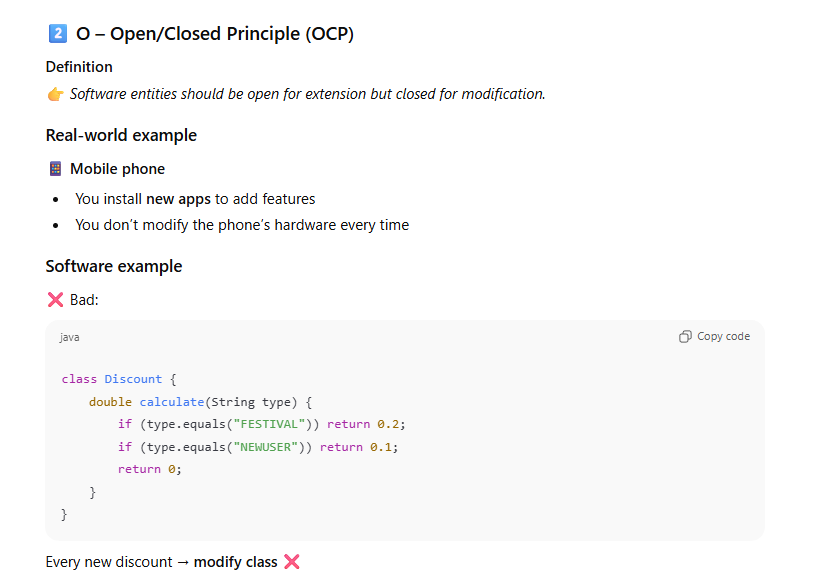 2️⃣ O – Open/Closed Principle (OCP)
Definition
👉 Software entities should be open for extension but closed for modification.
Real-world example
📱 Mobile phone
• You install new apps to add features
• You don’t modify the phone’s hardware every time
Software example
❌ Bad:
java
Copy code
class Discount {
    double calculate(String type) {
        if (type.equals("FESTIVAL")) return 0.2;
        if (type.equals("NEWUSER")) return 0.1;
        return 0;
    }
}
Every new discount → modify class ❌